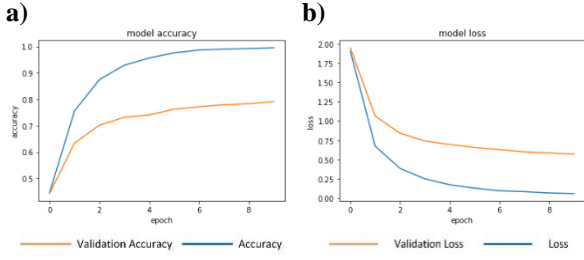 a)
model accuracy
1.0
0.9
0.8
0.7
0.6
0.5
accuracy
0 2 4 6 8
epoch
Validation Accuracy Accuracy
b)
model loss
2.00
1.75
1.50
1.25
1.00
0.75
0.50
0.25
0.00
loss
0 2 4 6 8
epoch
Validation Loss Loss